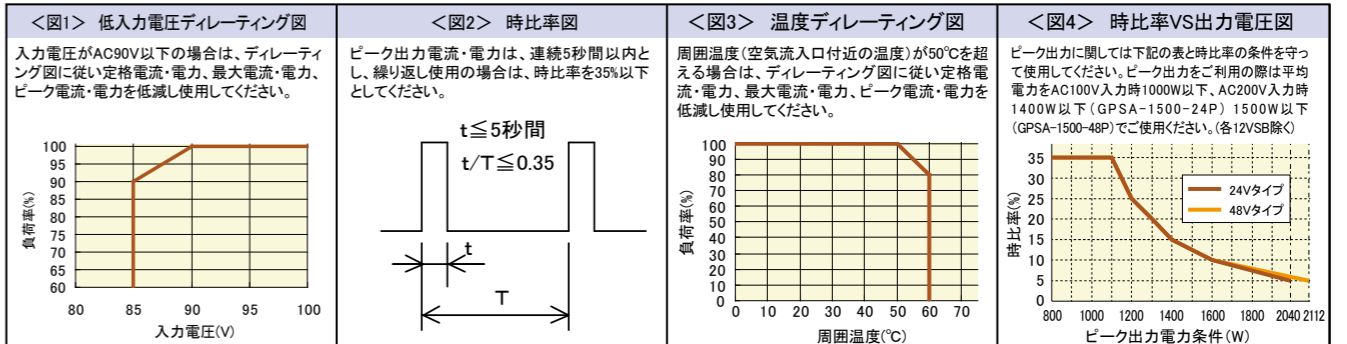 <図1> 低入力電圧ディレーティング図
入力電圧がAC90V以下の場合は、ディレーティ
ング図に従い定格電流・電力、最大電流・電力、
ピーク電流・電力を低減し使用してください。
100
95
90
85
80
75
70
65
60
負荷率(%)
80 85 90 95 100
入力電圧(V)
<図2> 時比率図
ピーク出力電流・電力は、連続5秒間以内と
し、繰り返し使用の場合は、時比率を35%以下
としてください。
t≦5秒間
t/T≦0.35
t
T
<図3> 温度ディレーティング図
周囲温度(空気流入口付近の温度)が50℃を超
える場合は、ディレーティング図に従い定格電
流・電力、最大電流・電力、ピーク電流・電力を
低減し使用してください。
100
90
80
70
60
50
40
30
20
10
0
負荷率(%)
0 10 20 30 40 50 60 70
周囲温度(℃)
<図4> 時比率VS出力電圧図
ピーク出力に関しては下記の表と時比率の条件を守っ
て使用してください。ピーク出力をご利用の際は平均
電力をAC100V入力時1000W以下、AC200V入力時
1400W以下(GPSA-1500-24P) 1500W以下
(GPSA-1500-48P)でご使用ください。(各12VSB除く)
35
30
25
20
15
10
5
0
時比率(%)
24Vタイプ
48Vタイプ
800 1000 1200 1400 1600 1800 2040 2112
ピーク出力電力条件(W)